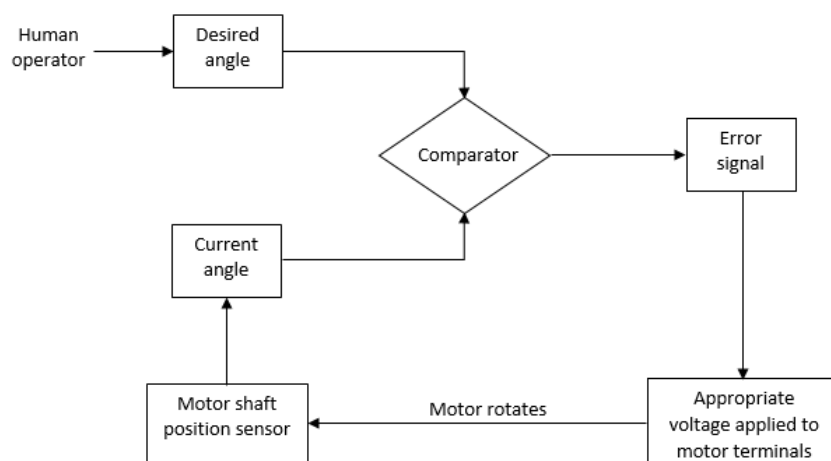 Human
operator
Desired
angle
Comparator
Error
signal
Current
angle
Motor shaft
position sensor
Motor rotates
Appropriate
voltage applied to
motor terminals